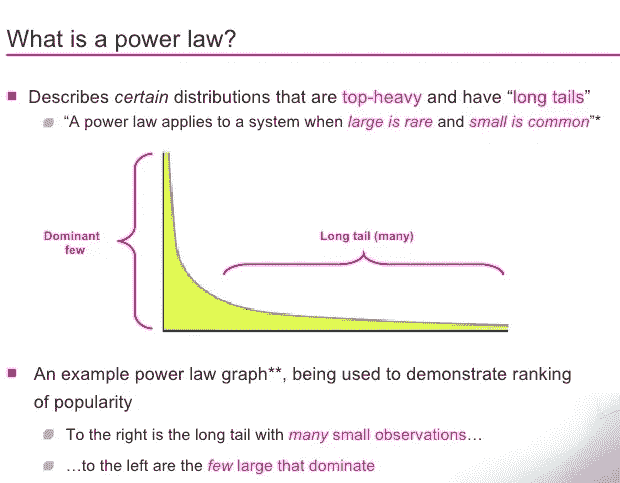 What is a power law?
Describes certain distributions that are top-heavy and have “long tails”
“A power law applies to a system when large is rare and small is common”*
Dominant
few
Long tail (many)
An example power law graph**, being used to demonstrate ranking
of popularity
To the right is the long tail with many small observations…
…to the left are the few large that dominate